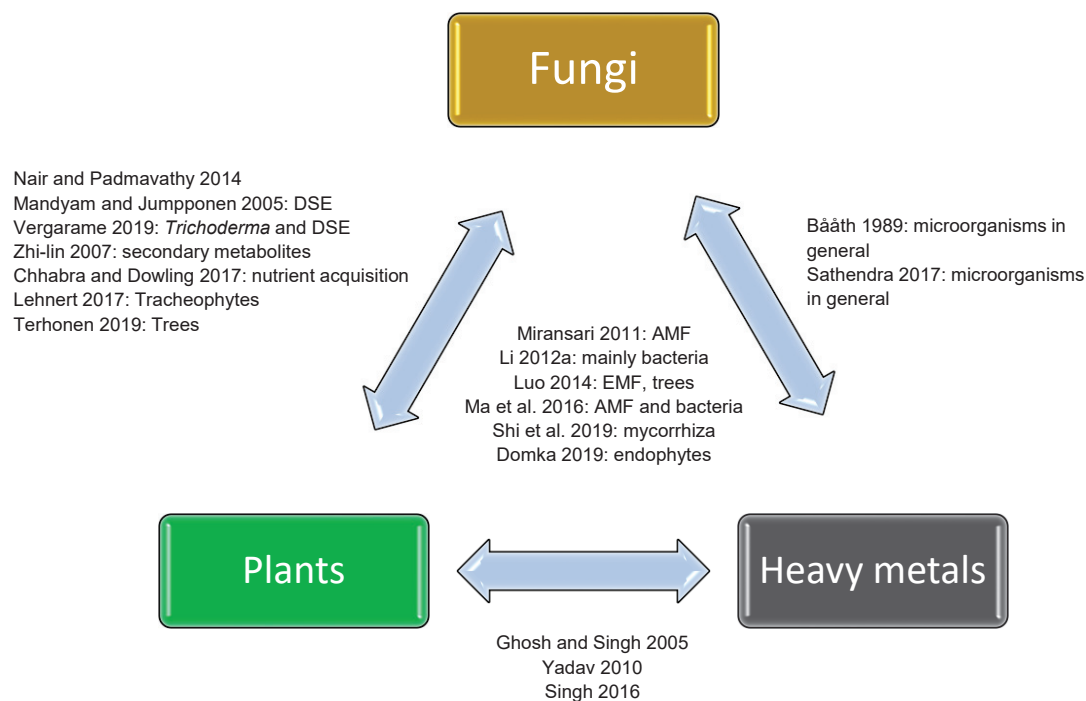 Fungi
Nair and Padmavathy 2014
Mandyam and Jumpponen 2005: DSE
Vergarame 2019: Trichoderma and DSE
Zhi-lin 2007: secondary metabolites
Chhabra and Dowling 2017: nutrient acquisition
Lehnert 2017: Tracheophytes
Terhonen 2019: Trees
Bååth 1989: microorganisms in
general
Sathendra 2017: microorganisms
in general
Miransari 2011: AMF
Li 2012a: mainly bacteria
Luo 2014: EMF, trees
Ma et al. 2016: AMF and bacteria
Shi et al. 2019: mycorrhiza
Domka 2019: endophytes
Plants
Heavy metals
Ghosh and Singh 2005
Yadav 2010
Singh 2016